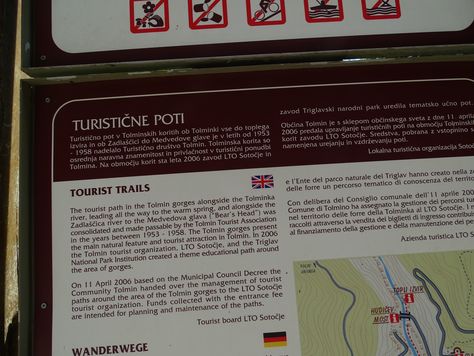 TURISTIČNE POTI
Turistično pot v Tolminskih koritih ob Tolminki vse do toplega
izvira in ob Zadlaščici do Medvedove glave je v letih od 1953
- 1958 nadelalo Turistično društvo Tolmin. Tolminska korita so
osrednja naravna znamenitost in privlačnost v turistični ponudbi
Tolmina. Na območju korit sta leta 2006 zavod LTO Sotočje in
zavod Triglavski narodni park uredila tematsko učno pot
Občina Tolmin je s sklepom občinskega sveta z dne 11. aprila
2006 predala upravljanje turističnih poti na območju Tolminskih
korit zavodu LTO Sotočje. Sredstva, pobrana z vstopnino
namenjena urejanju in vzdrževanju poti.
Lokalna turistična organizacija
TOURIST TRAILS
The tourist path in the Tolmin gorges alongside the Tolminka
river, leading all the way to the warm spring, and alongside the
Zadlaščica river to the Medvedova glava ("Bear's Head") was
consolidated and made passable by the Tolmin Tourist Association
in the years between 1953 - 1958. The Tolmin gorges present
the main natural feature and tourist attraction in Tolmin. In 2006
the Tolmin tourist organization, LTO Sotočje, and the Triglav
National Park Institution created a theme educational path around
the area of gorges.
On 11 April 2006 based on the Municipal Council Decree the
Community Tolmin handed over the management of tourist
paths around the area of the Tolmin gorges to the LTO Sotočje
tourist organization. Funds collected with the entrance fee
are intended for planning and maintenance of the paths.
Tourist board LTO Sotočje
e l'Ente del parco naturale del Triglav hanno creato nella
delle forre un percorso tematico di conoscenza del
Con delibera del Consiglio comunale dell'11 aprile
Comune di Tolmino ha assegnato la gestione dei percorsi
nel territorio delle forre della Tolminka al LTO Sotočje. I
raccolti attraverso la vendita dei biglietti di ingresso
al finanziamento della gestione e della manutenzione dei
Azienda turistica LTO
WANDERWEGE
TOPLI IZVIR
HUDIČEV
MOST